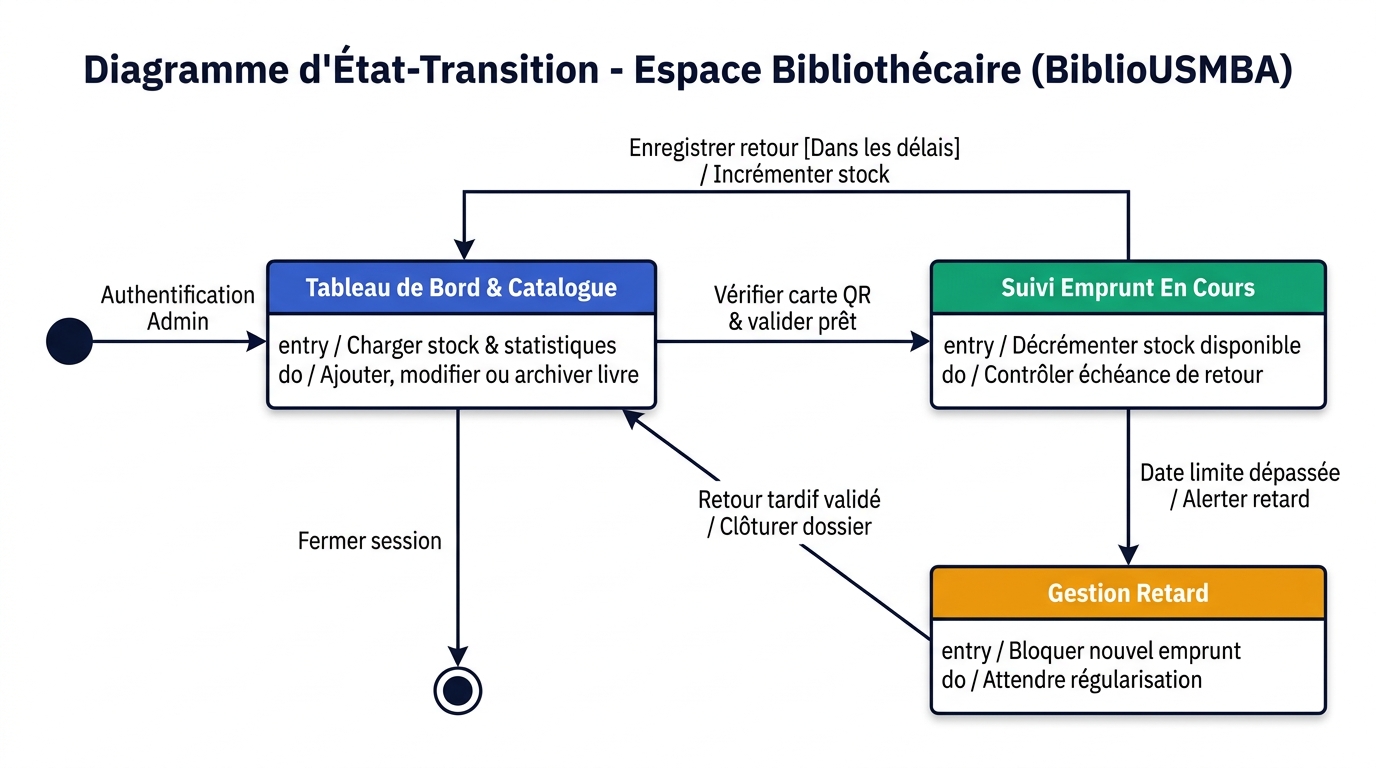 Diagramme d'État-Transition - Espace Bibliothécaire (BiblioUSMBA)
Enregistrer retour [Dans les délais]
/ Incrémenter stock
Authentification
Admin
Tableau de Bord & Catalogue
entry / Charger stock & statistiques
do / Ajouter, modifier ou archiver livre
Vérifier carte QR
& valider prêt
Suivi Emprunt En Cours
entry / Décrémenter stock disponible
do / Contrôler échéance de retour
Date limite dépassée
/ Alerter retard
Retour tardif validé
/ Clôturer dossier
Fermer session
Gestion Retard
entry / Bloquer nouvel emprunt
do / Attendre régularisation